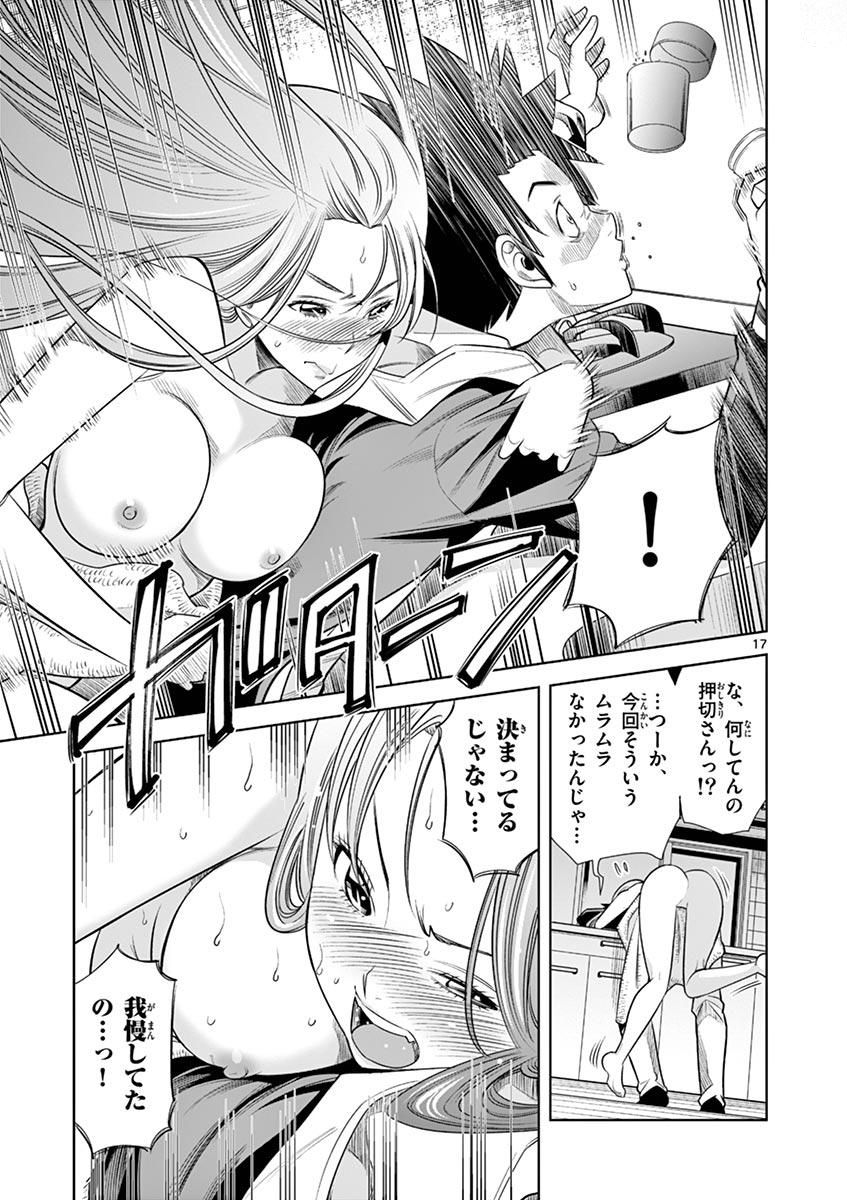 ！
ガターン
17
な、何してんの
押切さんっ!?
…つーか、
今回そういう
ムラムラ
なかったんじゃ…
決まってる
じゃない…
我慢してた
の…っ！